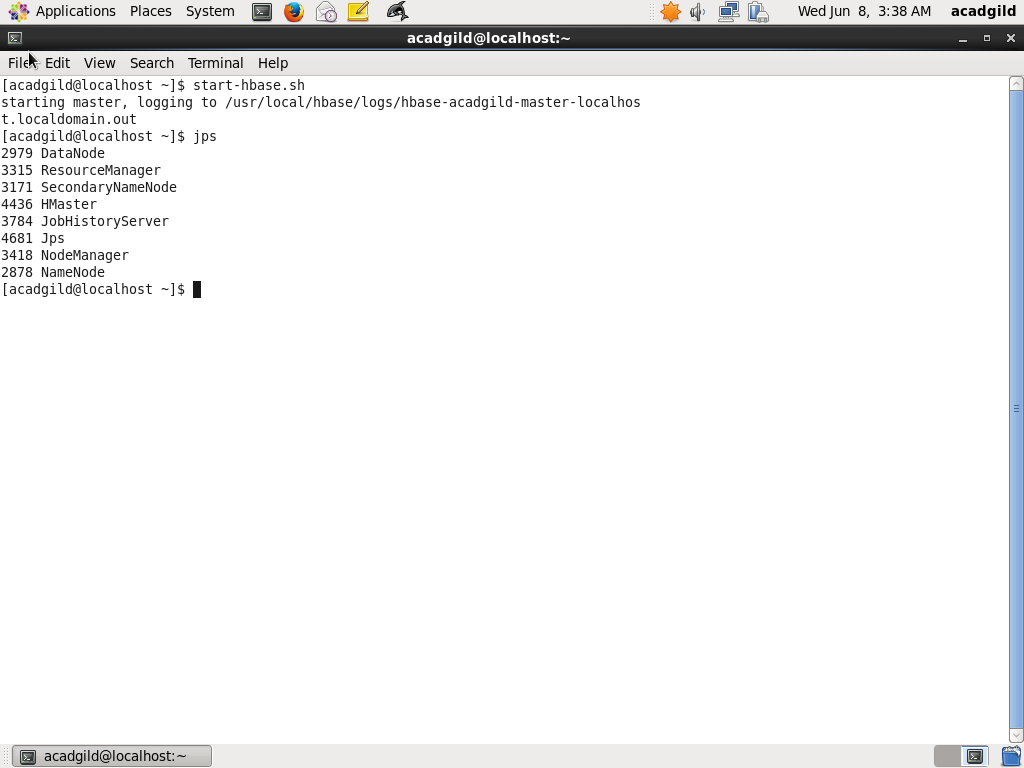 Applications Places System Wed Jun 8, 3:38 AM acadgild
acadgild@localhost:~
File Edit View Search Terminal Help
[acadgild@localhost ~]$ start-hbase.sh
starting master, logging to /usr/local/hbase/logs/hbase-acadgild-master-localhos
t.localdomain.out
[acadgild@localhost ~]$ jps
2979 DataNode
3315 ResourceManager
3171 SecondaryNameNode
4436 HMaster
3784 JobHistoryServer
4681 Jps
3418 NodeManager
2878 NameNode
[acadgild@localhost ~]$
acadgild@localhost:~